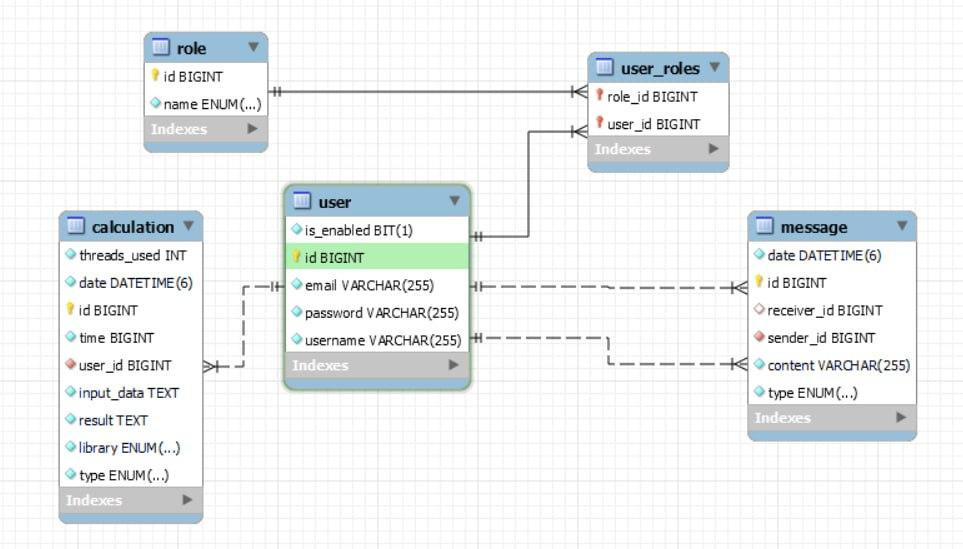 role
id BIGINT
name ENUM(...)
Indexes
user_roles
role_id BIGINT
user_id BIGINT
Indexes
calculation
threads_used INT
date DATETIME(6)
id BIGINT
time BIGINT
user_id BIGINT
input_data TEXT
result TEXT
library ENUM(...)
type ENUM(...)
Indexes
user
is_enabled BIT(1)
id BIGINT
email VARCHAR(255)
password VARCHAR(255)
username VARCHAR(255)
Indexes
message
date DATETIME(6)
id BIGINT
receiver_id BIGINT
sender_id BIGINT
content VARCHAR(255)
type ENUM(...)
Indexes